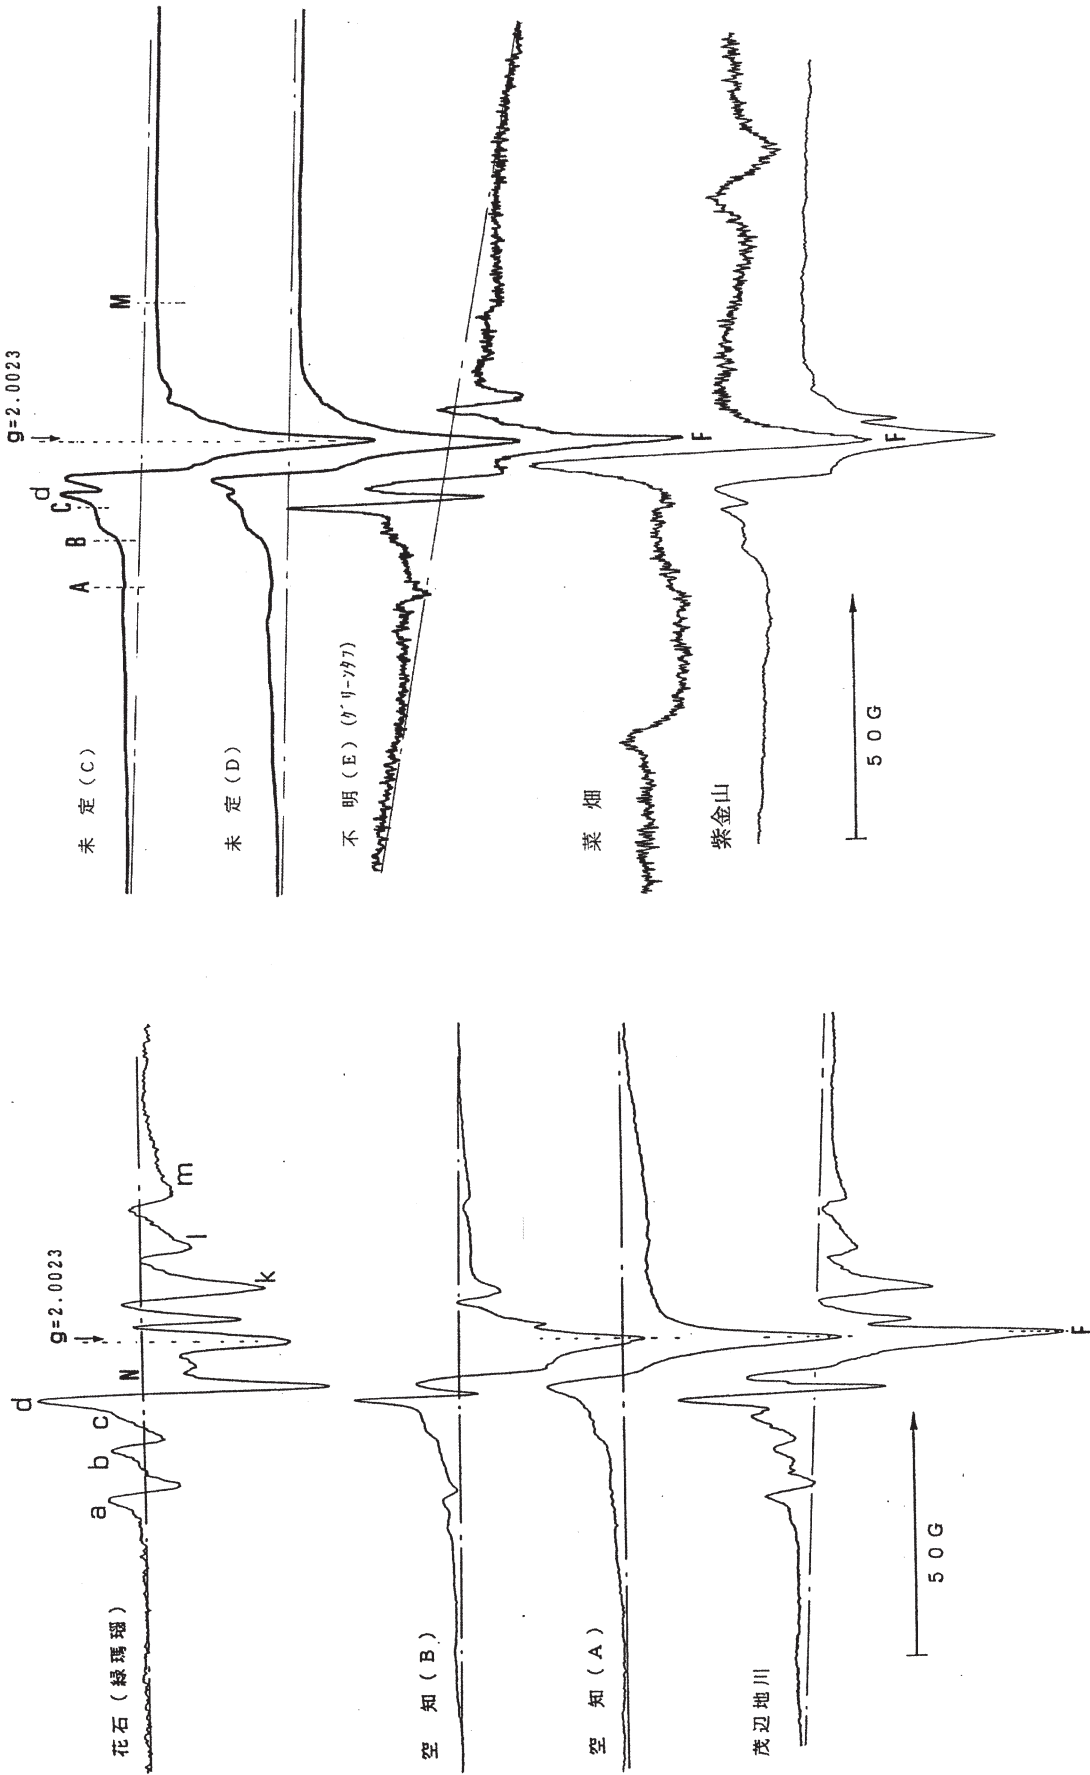 g=2.0023
d
N
a
b
c
k
l
m
花石(緑瑪瑙)
空知(B)
空知(A)
茂辺地川
F
50G
g=2.0023
A
B
C
d
M
未定(C)
未定(D)
不明(E)(グリーンタフ)
F
菜畑
F
紫金山
50G